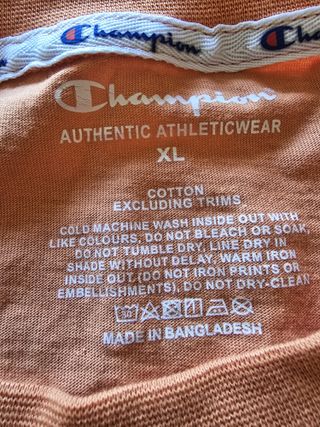 Champion Champion
Champion
AUTHENTIC ATHLETICWEAR
XL
COTTON
EXCLUDING TRIMS.
COLD MACHINE WASH INSIDE OUT WITH
LIKE COLOURS, DO NOT BLEACH OR SOAK,
DO NOT TUMBLE DRY, LINE DRY IN
SHADE WITHOUT DELAY, WARM IRON
INSIDE OUT (DO NOT IRON PRINTS OR
EMBELLISHMENTS), DO NOT DRY-CLEAN
MADE IN BANGLADESH